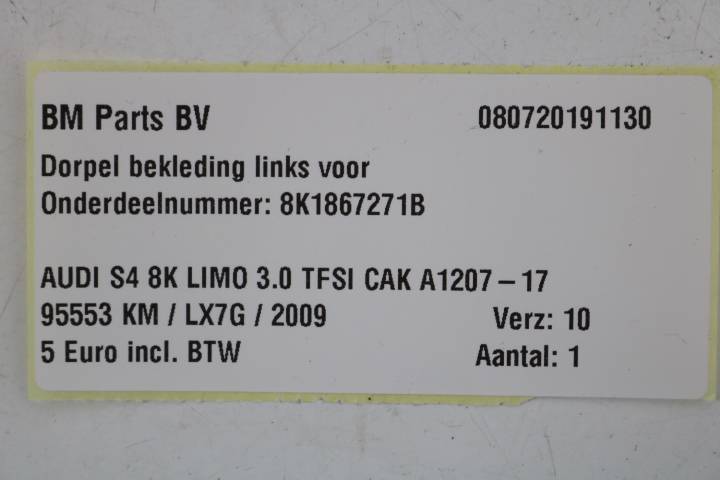 BM Parts BV 080720191130
Dorpel bekleding links voor
Onderdeelnummer: 8K1867271B
AUDI S4 8K LIMO 3.0 TFSI CAK A1207-17
95553 KM / LX7G / 2009 Verz: 10
5 Euro incl. BTW Aantal: 1